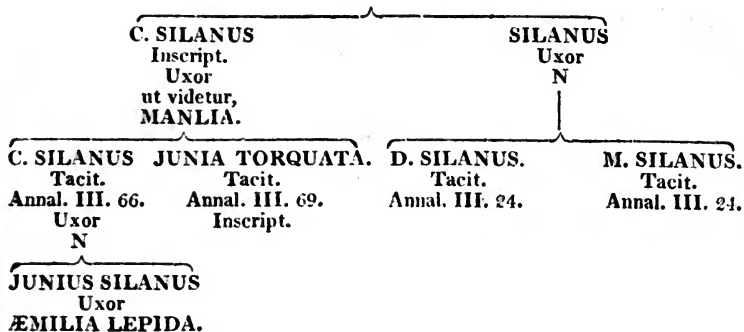 C. SILANUS SILANUS
Inscript. Uxor
Uxor N
ut videtur,
MANLIA.
C. SILANUS JUNIA TORQUATA. D. SILANUS. M. SILANUS.
Tacit. Tacit. Tacit. Tacit.
Annal. III. 66. Annal. III. 69. Annal. III. 24. Annal. III. 24.
Uxor Inscript.
N
JUNIUS SILANUS
Uxor
ÆMILIA LEPIDA.